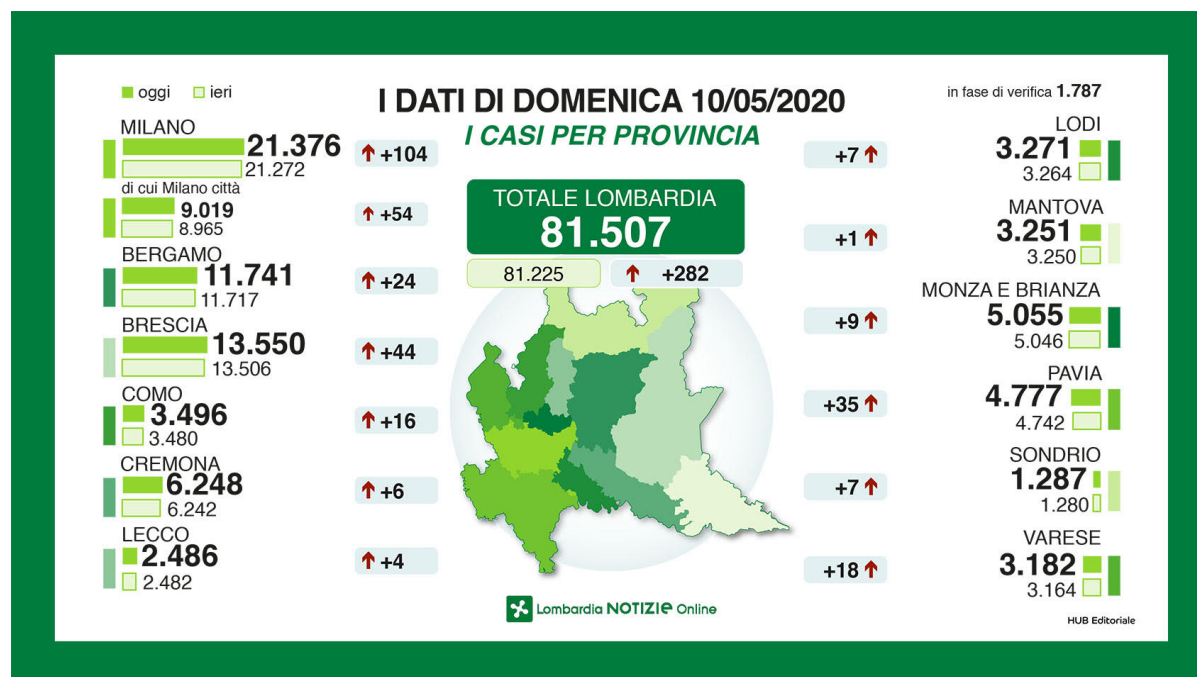 oggi ieri
I DATI DI DOMENICA 10/05/2020
I CASI PER PROVINCIA
in fase di verifica 1.787
TOTALE LOMBARDIA
81.507
81.225 +282
MILANO
21.376 +104
21.272
di cui Milano città
9.019 +54
8.965
BERGAMO
11.741 +24
11.717
BRESCIA
13.550 +44
13.506
COMO
3.496 +16
3.480
CREMONA
6.248 +6
6.242
LECCO
2.486 +4
2.482
LODI
+7 3.271
3.264
MANTOVA
+1 3.251
3.250
MONZA E BRIANZA
+9 5.055
5.046
PAVIA
+35 4.777
4.742
SONDRIO
+7 1.287
1.280
VARESE
+18 3.182
3.164
Lombardia NOTIZIE Online
HUB Editoriale